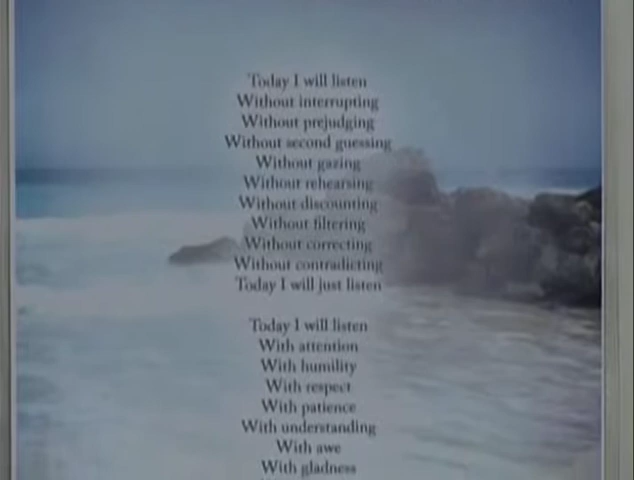 Today I will listen
Without interrupting
Without prejudging
Without second guessing
Without gazing
Without rehearsing
Without discounting
Without filtering
Without correcting
Without contradicting
Today I will just listen
Today I will listen
With attention
With humility
With respect
With patience
With understanding
With awe
With gladness